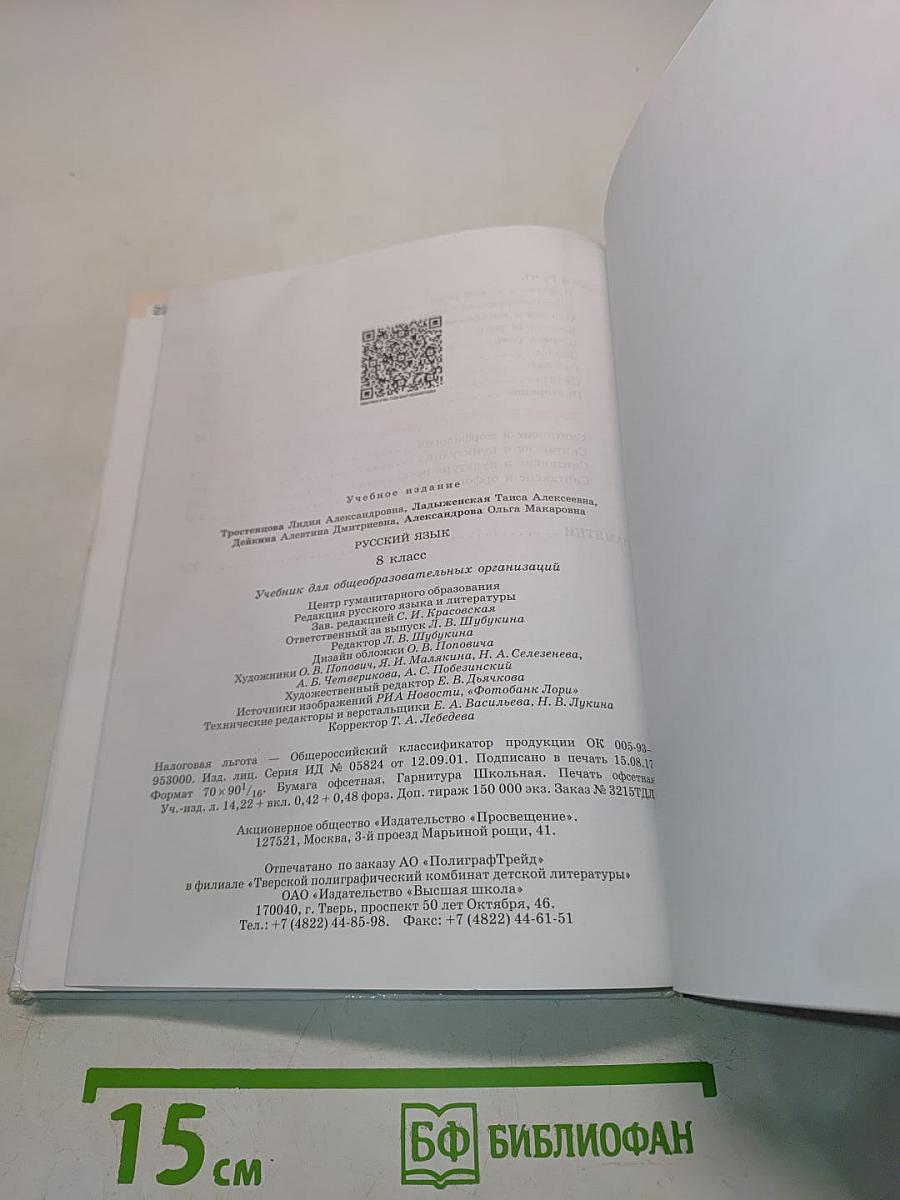 Учебное издание
Тростенцова Лидия Александровна, Ладыженская Таиса Алексеевна,
Дейкина Алевтина Дмитриевна, Александрова Ольга Макаровна
РУССКИЙ ЯЗЫК
8 класс
Учебник для общеобразовательных организаций
Центр гуманитарного образования
Редакция русского языка и литературы
Зав. редакцией С. И. Красовская
Ответственный за выпуск Л. В. Шубукина
Редактор Л. В. Шубукина
Дизайн обложки О. В. Поповича
Художники О. В. Попович, Я. И. Малякина, Н. А. Селезенева,
А. Б. Четверикова, А. С. Побезинский
Художественный редактор Е. В. Дьячкова
Источники изображений РИА Новости, «Фотобанк Лори»
Технические редакторы и верстальщики Е. А. Васильева, Н. В. Лукина
Корректор Т. А. Лебедева
Налоговая льгота — Общероссийский классификатор продукции ОК 005-93—
953000. Изд. лиц. Серия ИД № 05824 от 12.09.01. Подписано в печать 15.08.17
Формат 70×90 1/16. Бумага офсетная. Гарнитура Школьная. Печать офсетная
Уч.-изд. л. 14,22 + вкл. 0,42 + 0,48 форз. Доп. тираж 150 000 экз. Заказ № 3215ТДЛ
Акционерное общество «Издательство «Просвещение».
127521, Москва, 3-й проезд Марьиной рощи, 41.
Отпечатано по заказу АО «ПолиграфТрейд»
в филиале «Тверской полиграфический комбинат детской литературы»
ОАО «Издательство «Высшая школа»
170040, г. Тверь, проспект 50 лет Октября, 46.
Тел.: +7 (4822) 44-85-98. Факс: +7 (4822) 44-61-51
15 см
БФ БИБЛИОФАН